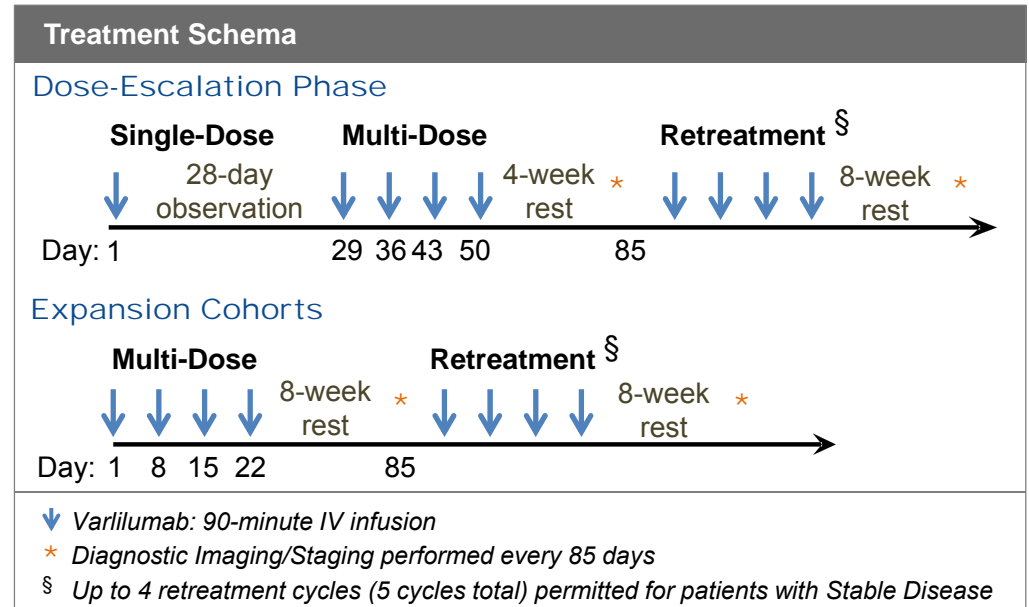 Treatment Schema
Dose-Escalation Phase
Single-Dose Multi-Dose Retreatment §
28-day observation 4-week rest * 8-week rest *
Day: 1 29 36 43 50 85
Expansion Cohorts
Multi-Dose Retreatment §
8-week rest * 8-week rest *
Day: 1 8 15 22 85
Varlilumab: 90-minute IV infusion
* Diagnostic Imaging/Staging performed every 85 days
§ Up to 4 retreatment cycles (5 cycles total) permitted for patients with Stable Disease